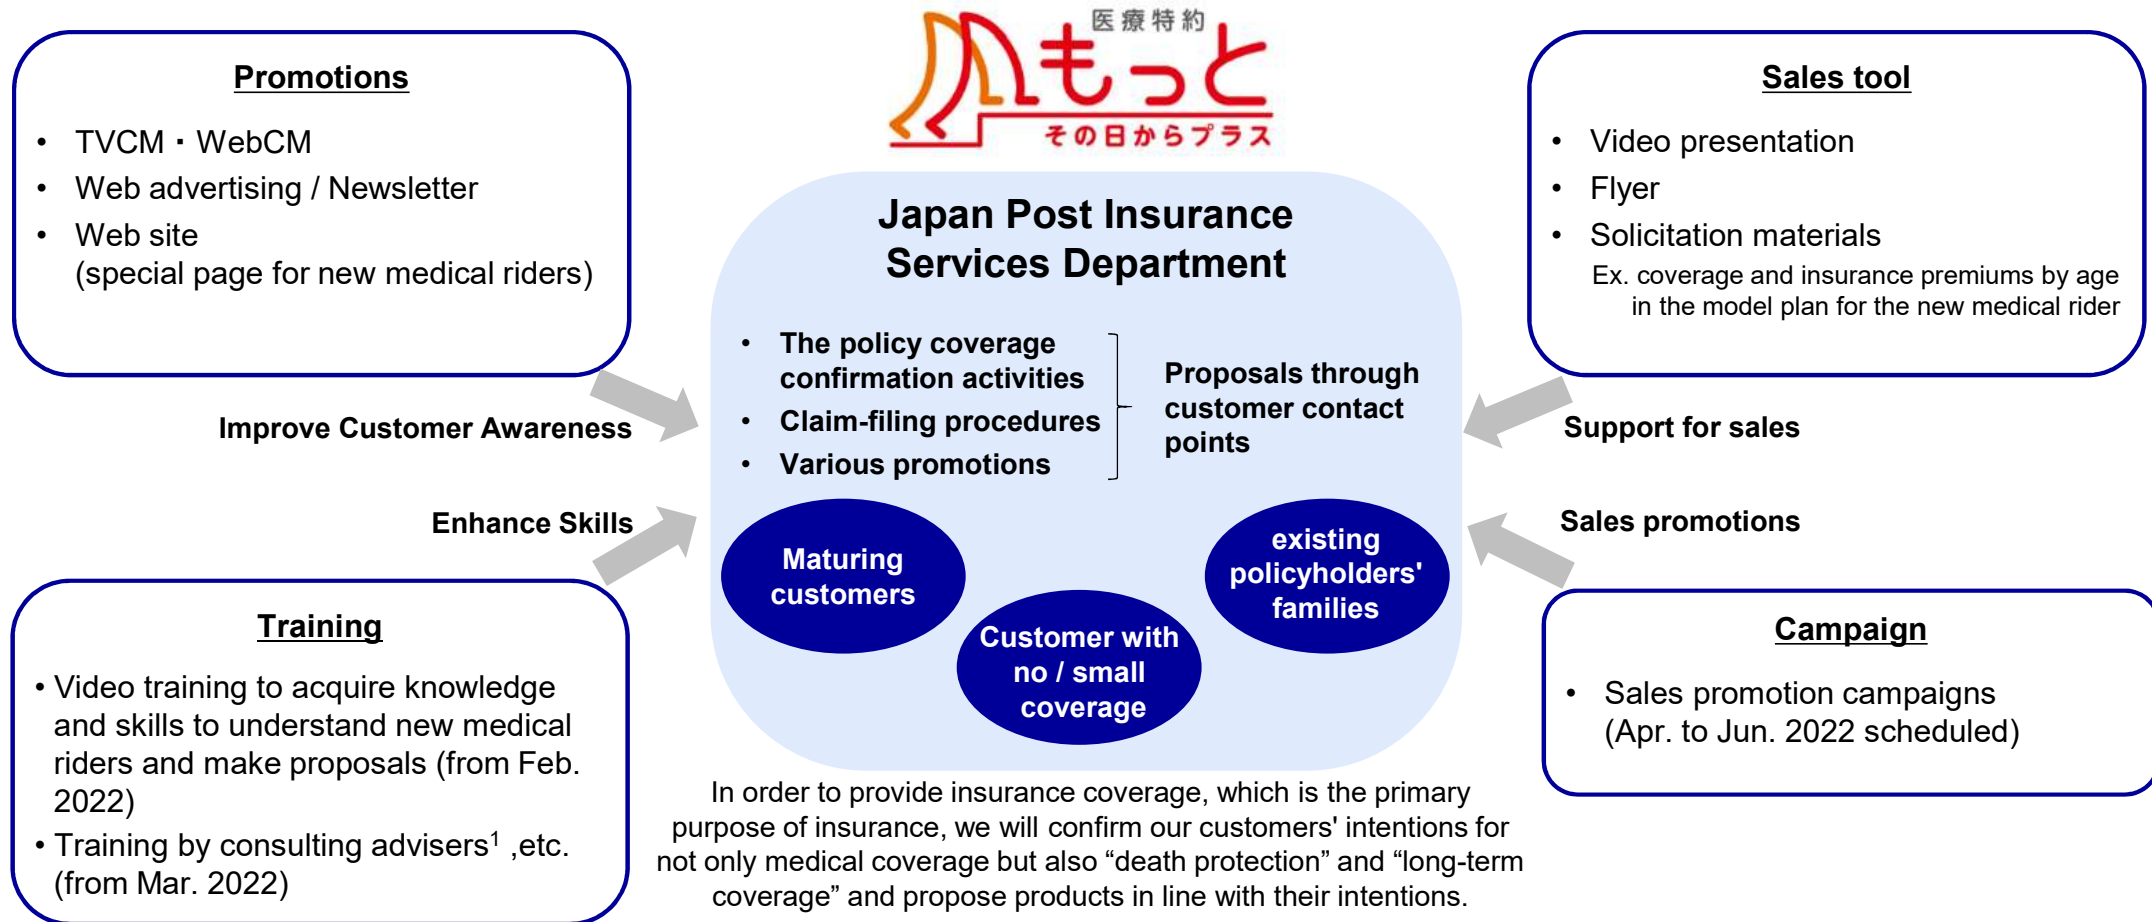 医療特約
もっと
その日からプラス
Promotions
• TVCM・WebCM
• Web advertising / Newsletter
• Web site
(special page for new medical riders)
Improve Customer Awareness
Enhance Skills
Training
• Video training to acquire knowledge
and skills to understand new medical
riders and make proposals (from Feb.
2022)
• Training by consulting advisers¹ ,etc.
(from Mar. 2022)
Japan Post Insurance
Services Department
• The policy coverage
confirmation activities
• Claim-filing procedures
• Various promotions
Proposals through
customer contact
points
Maturing
customers
Customer with
no / small
coverage
existing
policyholders'
families
In order to provide insurance coverage, which is the primary
purpose of insurance, we will confirm our customers' intentions for
not only medical coverage but also “death protection” and “long-term
coverage” and propose products in line with their intentions.
Sales tool
• Video presentation
• Flyer
• Solicitation materials
Ex. coverage and insurance premiums by age
in the model plan for the new medical rider
Support for sales
Sales promotions
Campaign
• Sales promotion campaigns
(Apr. to Jun. 2022 scheduled)